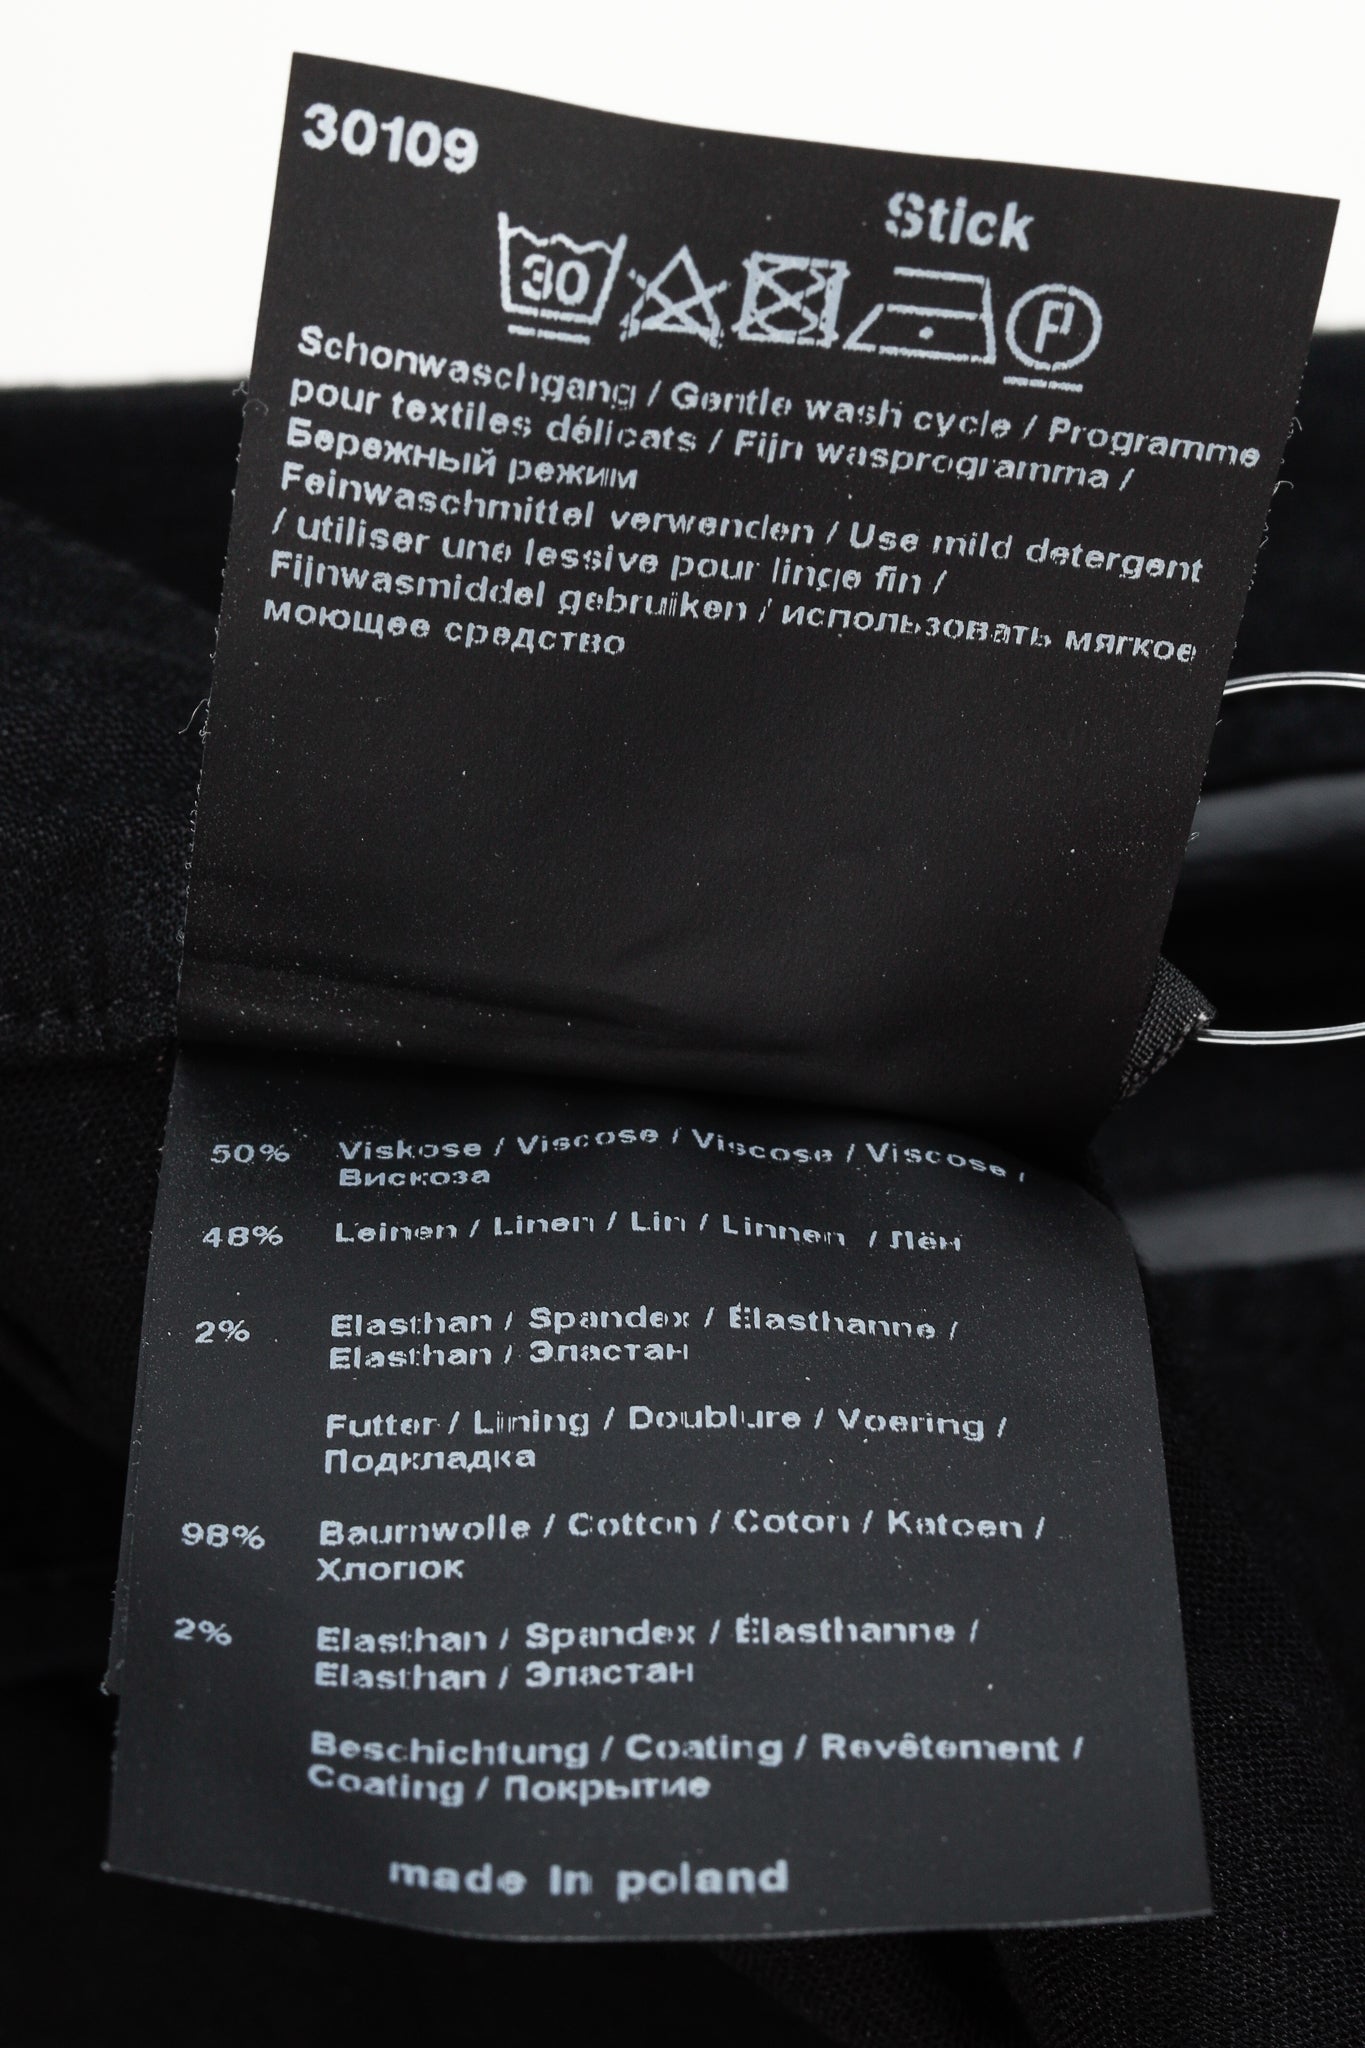 30109
Stick
30
P
Schonwaschgang / Gentle wash cycle / Programme
pour textiles délicats / Fijn wasprogramma /
Бережный режим
Feinwaschmittel verwenden / Use mild detergent
/ utiliser une lessive pour linge fin /
Fijnwasmiddel gebruiken / использовать мягкое
моющее средство
50% Viskose / Viscose / Viscose / Viscose /
Вискоза
48% Leinen / Linen / Lin / Linnen / Лён
2% Elasthan / Spandex / Élasthanne /
Elasthan / Эластан
Futter / Lining / Doublure / Voering /
Подкладка
98% Baumwolle / Cotton / Coton / Katoen /
Хлопок
2% Elasthan / Spandex / Élasthanne /
Elasthan / Эластан
Beschichtung / Coating / Revêtement /
Coating / Покрытие
made in poland